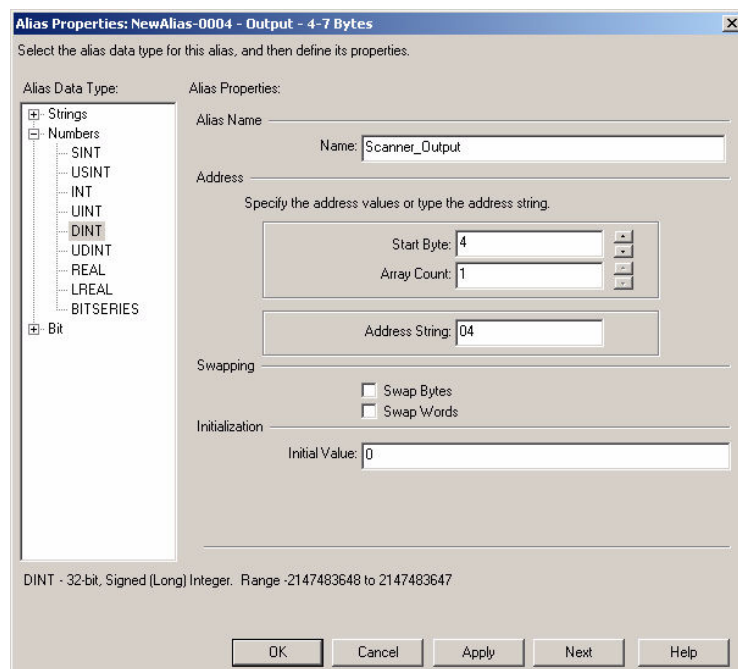 Alias Properties: NewAlias-0004 - Output - 4-7 Bytes
Select the alias data type for this alias, and then define its properties.
Alias Data Type:
Strings
Numbers
SINT
USINT
INT
UINT
DINT
UDINT
REAL
LREAL
BITSERIES
Bit
Alias Properties:
Alias Name
Name: Scanner_Output
Address
Specify the address values or type the address string.
Start Byte: 4
Array Count: 1
Address String: 04
Swapping
Swap Bytes
Swap Words
Initialization
Initial Value: 0
DINT - 32-bit, Signed (Long) Integer. Range -2147483648 to 2147483647
OK Cancel Apply Next Help